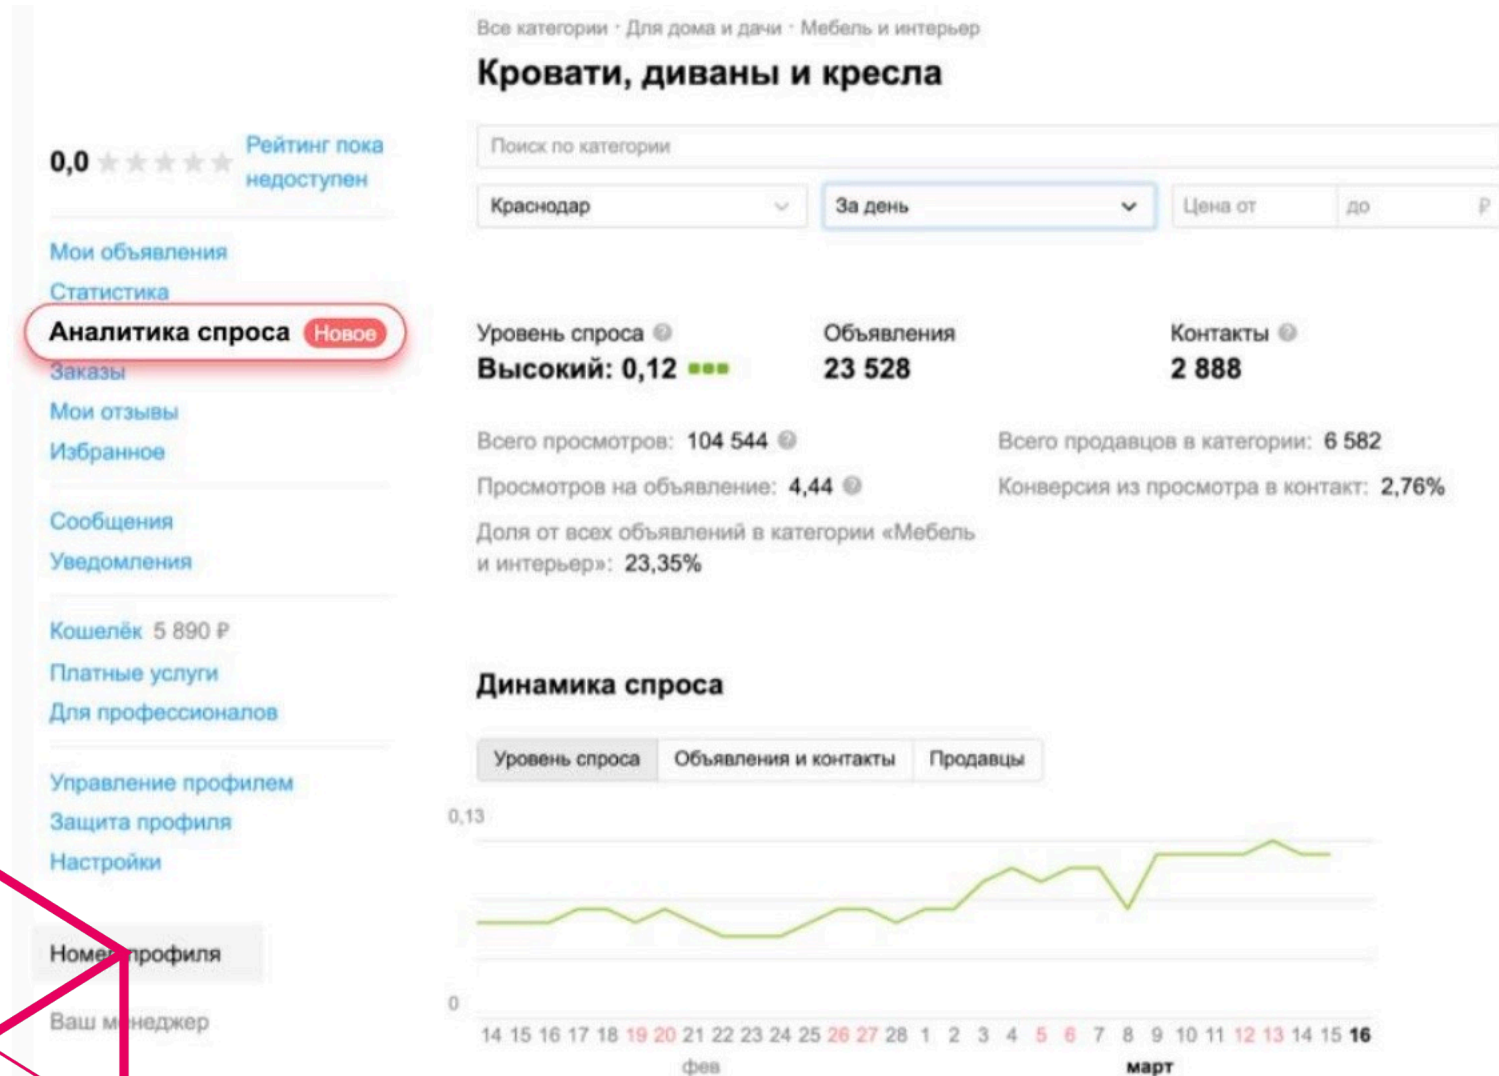 Все категории · Для дома и дачи · Мебель и интерьер
Кровати, диваны и кресла
Поиск по категории
Краснодар
За день
Цена от
до
₽
0,0
Рейтинг пока
недоступен
Мои объявления
Статистика
Аналитика спроса Новое
Заказы
Мои отзывы
Избранное
Сообщения
Уведомления
Кошелёк 5 890 ₽
Платные услуги
Для профессионалов
Управление профилем
Защита профиля
Настройки
Номер профиля
Ваш менеджер
Уровень спроса
Высокий: 0,12
Объявления
23 528
Контакты
2 888
Всего просмотров: 104 544
Всего продавцов в категории: 6 582
Просмотров на объявление: 4,44
Конверсия из просмотра в контакт: 2,76%
Доля от всех объявлений в категории «Мебель
и интерьер»: 23,35%
Динамика спроса
Уровень спроса
Объявления и контакты
Продавцы
0,13
0
14 15 16 17 18 19 20 21 22 23 24 25 26 27 28 1 2 3 4 5 6 7 8 9 10 11 12 13 14 15 16
фев
март